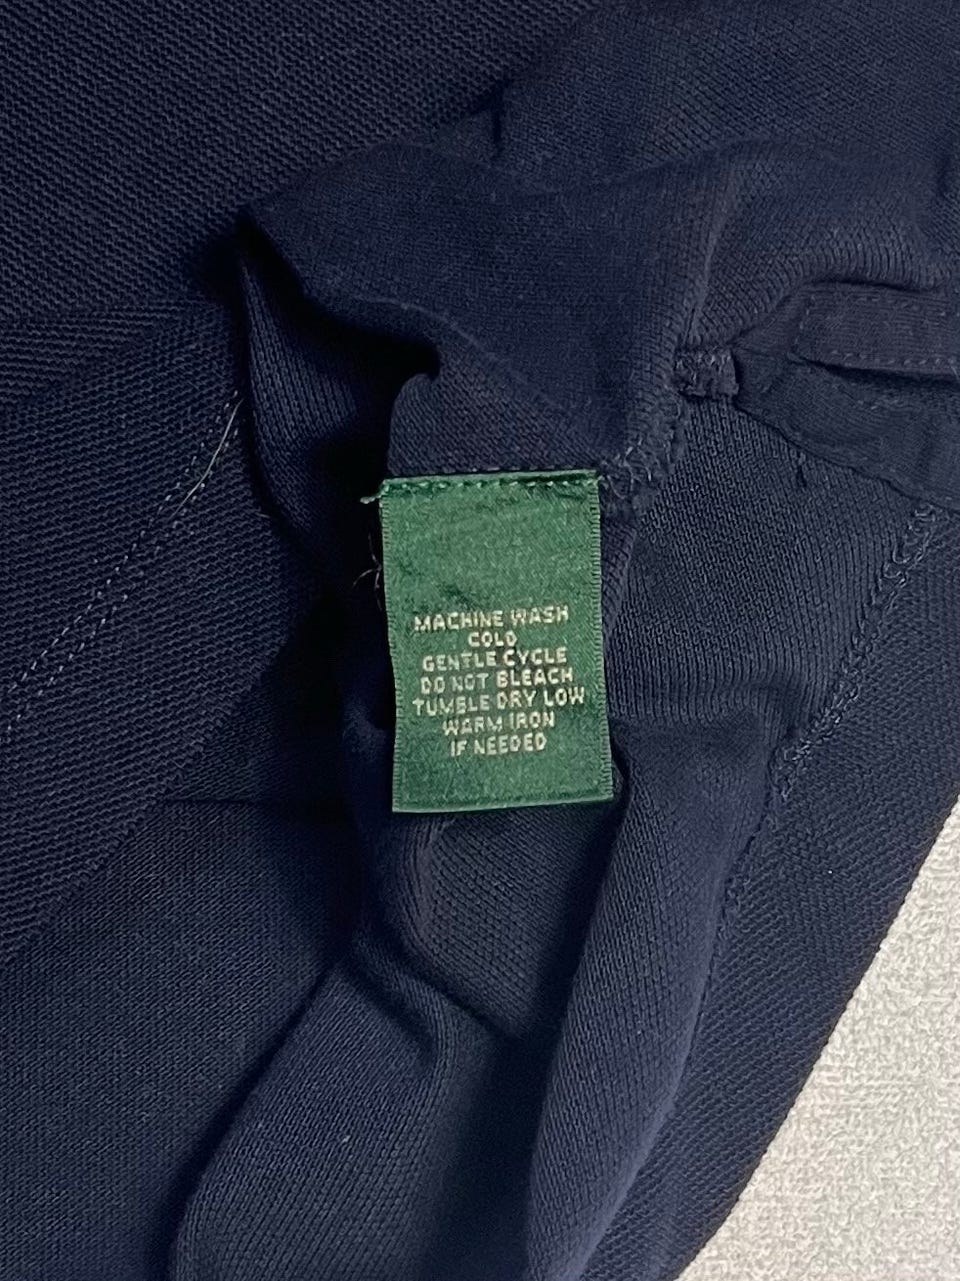 MACHINE WASH
COLD
GENTLE CYCLE
DO NOT BLEACH
TUMBLE DRY LOW
WARM IRON
IF NEEDED